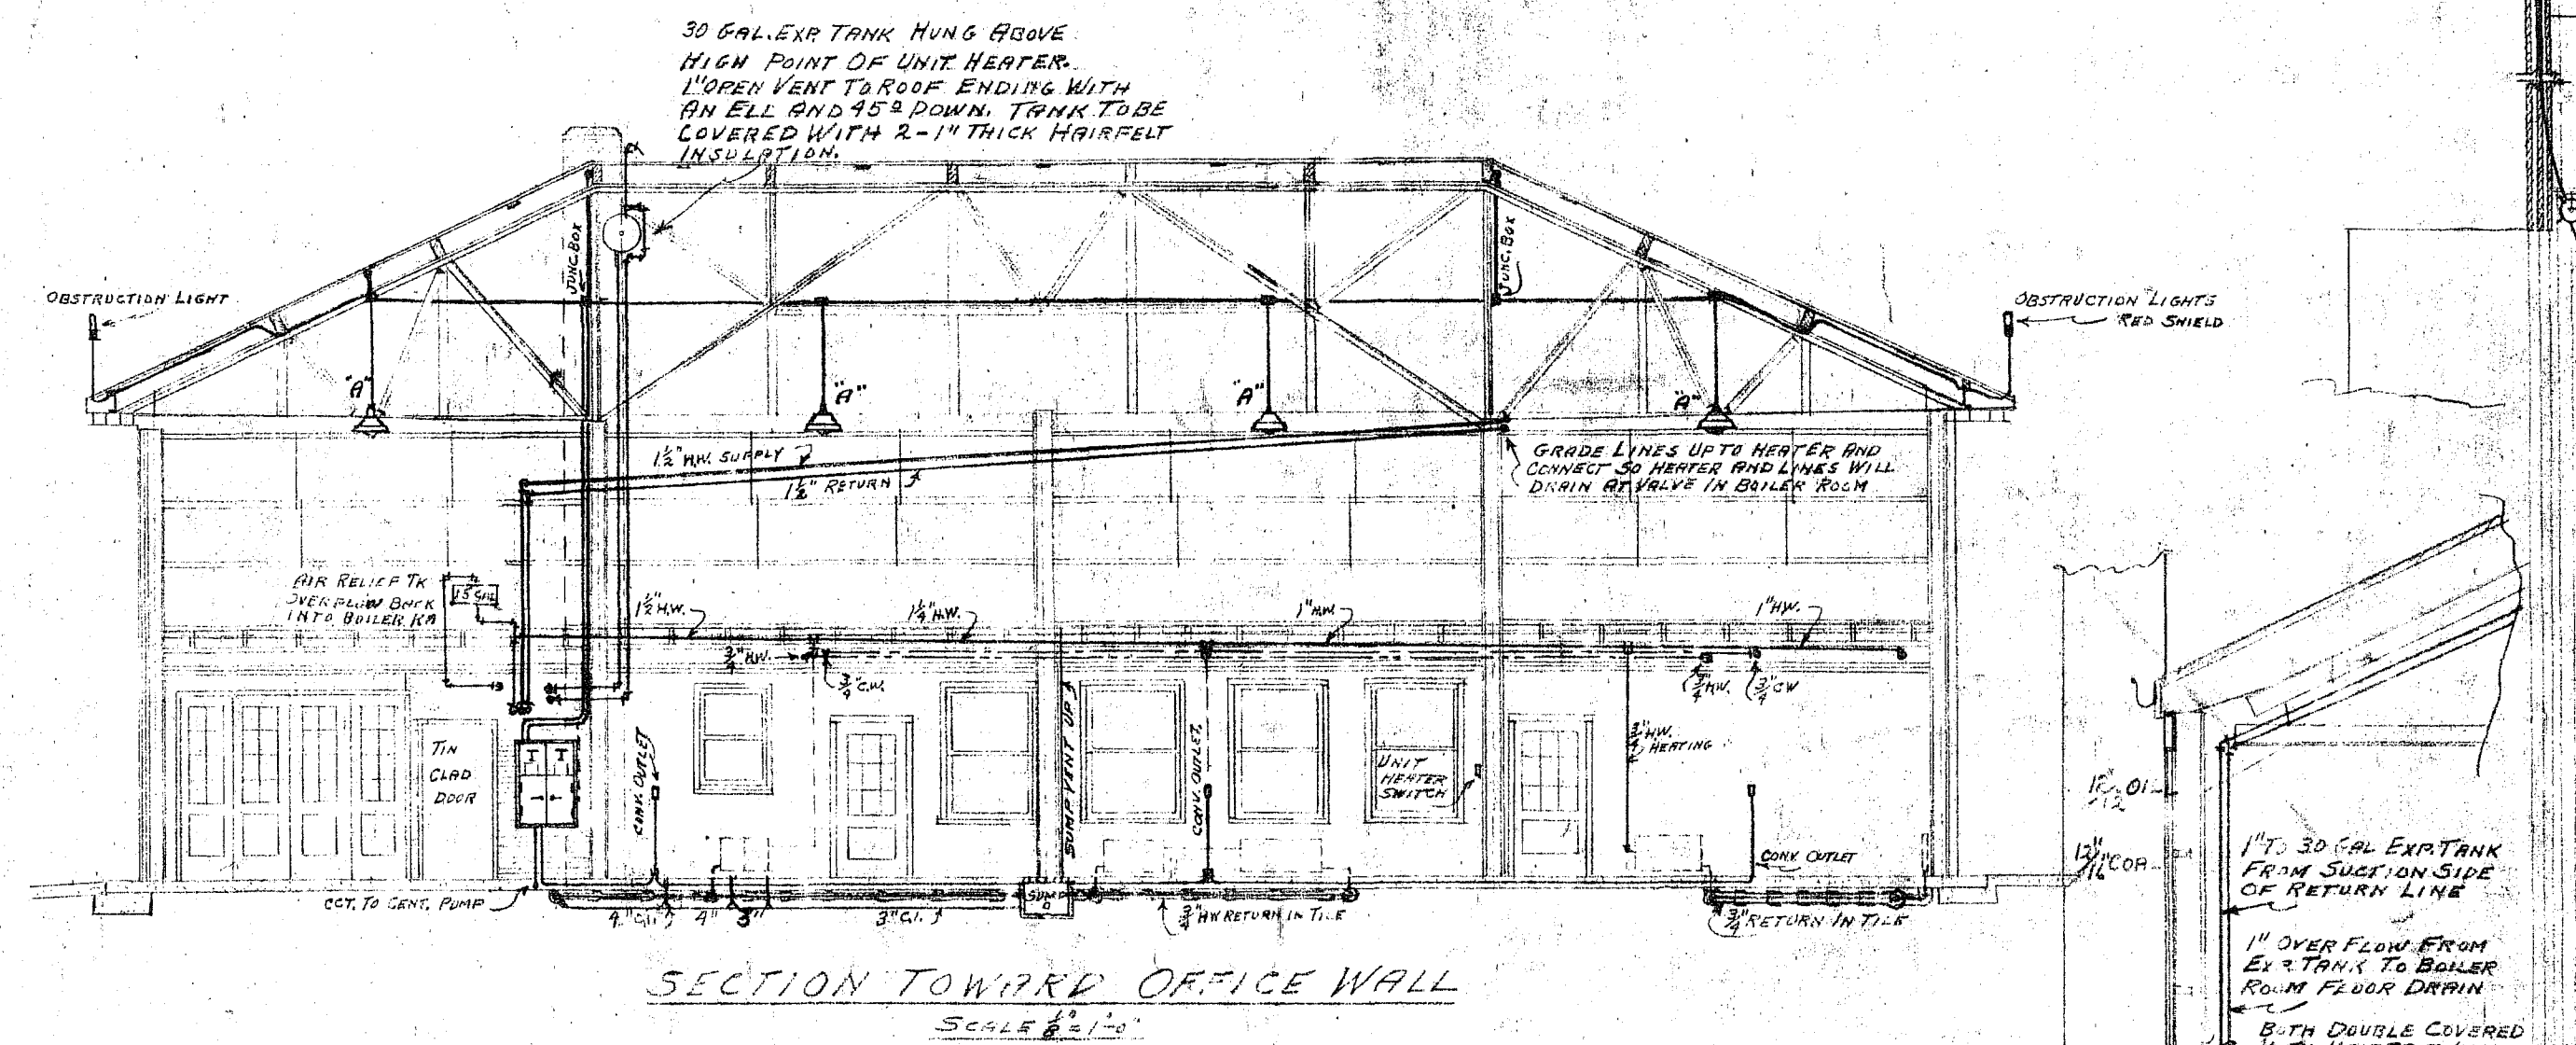 30 GAL. EXP. TANK HUNG ABOVE
HIGH POINT OF UNIT HEATER.
1" OPEN VENT TO ROOF ENDING WITH
AN ELL AND 45º DOWN. TANK TO BE
COVERED WITH 2-1" THICK HAIRFELT
INSULATION.
JUNC. BOX
JUNC. BOX
OBSTRUCTION LIGHT
OBSTRUCTION LIGHTS
RED SHIELD
"A"
"A"
"A"
"A"
1½" H.W. SUPPLY
1½" RETURN
GRADE LINES UP TO HEATER AND
CONNECT SO HEATER AND LINES WILL
DRAIN AT VALVE IN BOILER ROOM
AIR RELIEF TK
OVERFLOW BACK
INTO BOILER RM
15 GAL
1½" H.W.
1¼" H.W.
1" H.W.
1" H.W.
¾" H.W.
¾" C.W.
¾" H.W.
¾" C.W.
TIN
CLAD
DOOR
CONV. OUTLET
SUMP VENT UP
CONV. OUTLET
UNIT
HEATER
SWITCH
¾" H.W.
HEATING
CONV. OUTLET
CCT. TO CENT. PUMP
4" C.I.
4"
3"
3" C.I.
SUMP
¾" HW RETURN IN TILE
¾" RETURN IN TILE
SECTION TOWARD OFFICE WALL
SCALE ⅛" = 1'-0"
1" TO 30 GAL EXP. TANK
FROM SUCTION SIDE
OF RETURN LINE
1" OVER FLOW FROM
EXP TANK TO BOILER
ROOM FLOOR DRAIN
BOTH DOUBLE COVERED